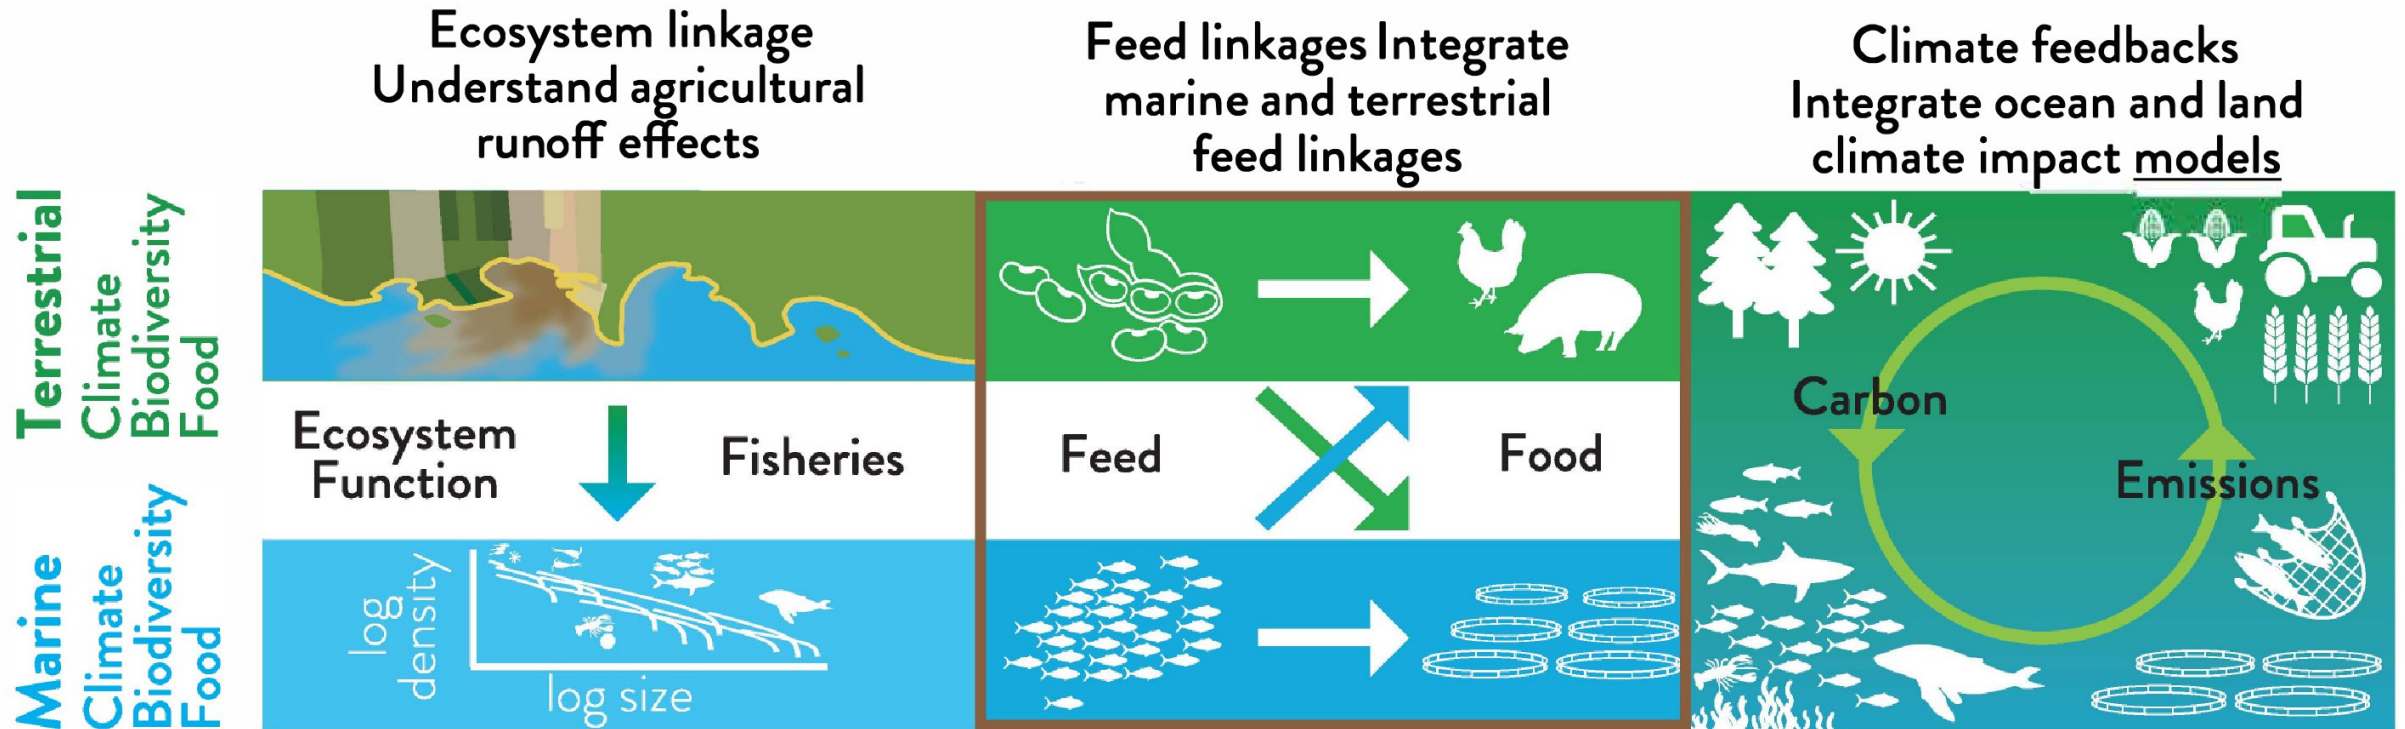 Ecosystem linkage
Understand agricultural
runoff effects
Feed linkages Integrate
marine and terrestrial
feed linkages
Climate feedbacks
Integrate ocean and land
climate impact models
Terrestrial
Climate
Biodiversity
Food
Marine
Climate
Biodiversity
Food
Ecosystem
Function
Fisheries
log
density
log size
Feed
Food
Carbon
Emissions